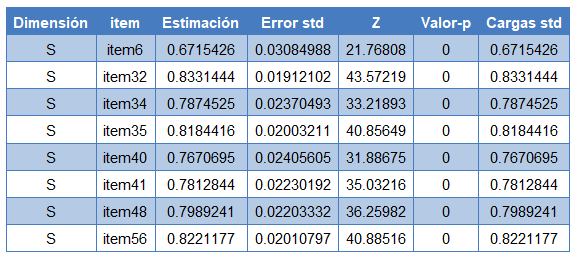 Dimensión item Estimación Error std Z Valor-p Cargas std
S item6 0.6715426 0.03084988 21.76808 0 0.6715426
S item32 0.8331444 0.01912102 43.57219 0 0.8331444
S item34 0.7874525 0.02370493 33.21893 0 0.7874525
S item35 0.8184416 0.02003211 40.85649 0 0.8184416
S item40 0.7670695 0.02405605 31.88675 0 0.7670695
S item41 0.7812844 0.02230192 35.03216 0 0.7812844
S item48 0.7989241 0.02203332 36.25982 0 0.7989241
S item56 0.8221177 0.02010797 40.88516 0 0.8221177